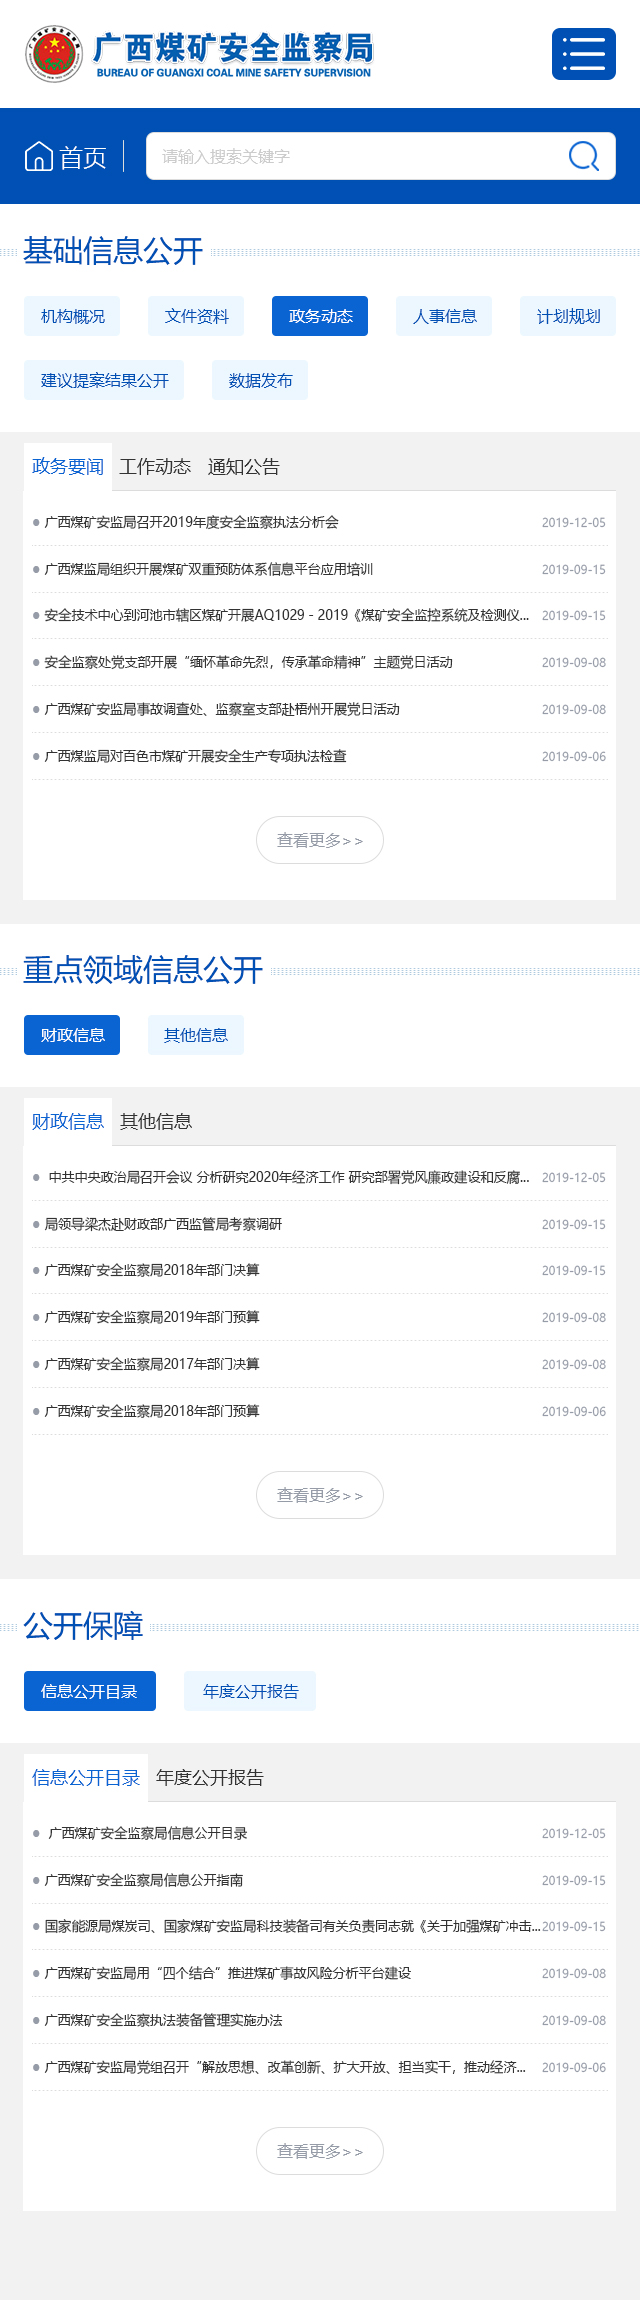 广西煤矿安全监察局
BUREAU OF GUANGXI COAL MINE SAFETY SUPERVISION
首页 请输入搜索关键字
基础信息公开
机构概况 文件资料 政务动态 人事信息 计划规划
建议提案结果公开 数据发布
政务要闻 工作动态 通知公告
广西煤矿安监局召开2019年度安全监察执法分析会 2019-12-05
广西煤监局组织开展煤矿双重预防体系信息平台应用培训 2019-09-15
安全技术中心到河池市辖区煤矿开展AQ1029 - 2019《煤矿安全监控系统及检测仪... 2019-09-15
安全监察处党支部开展“缅怀革命先烈，传承革命精神”主题党日活动 2019-09-08
广西煤矿安监局事故调查处、监察室支部赴梧州开展党日活动 2019-09-08
广西煤监局对百色市煤矿开展安全生产专项执法检查 2019-09-06
查看更多>>
重点领域信息公开
财政信息 其他信息
财政信息 其他信息
中共中央政治局召开会议 分析研究2020年经济工作 研究部署党风廉政建设和反腐... 2019-12-05
局领导梁杰赴财政部广西监管局考察调研 2019-09-15
广西煤矿安全监察局2018年部门决算 2019-09-15
广西煤矿安全监察局2019年部门预算 2019-09-08
广西煤矿安全监察局2017年部门决算 2019-09-08
广西煤矿安全监察局2018年部门预算 2019-09-06
查看更多>>
公开保障
信息公开目录 年度公开报告
信息公开目录 年度公开报告
广西煤矿安全监察局信息公开目录 2019-12-05
广西煤矿安全监察局信息公开指南 2019-09-15
国家能源局煤炭司、国家煤矿安监局科技装备司有关负责同志就《关于加强煤矿冲击... 2019-09-15
广西煤矿安监局用“四个结合”推进煤矿事故风险分析平台建设 2019-09-08
广西煤矿安全监察执法装备管理实施办法 2019-09-08
广西煤矿安监局党组召开“解放思想、改革创新、扩大开放、担当实干，推动经济... 2019-09-06
查看更多>>